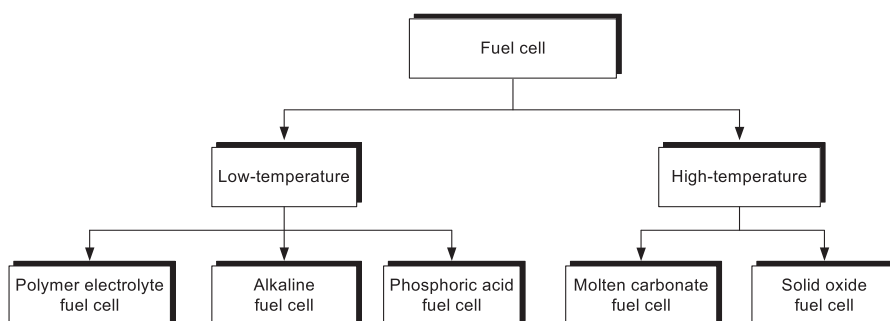 Fuel cell
Low-temperature
High-temperature
Polymer electrolyte
fuel cell
Alkaline
fuel cell
Phosphoric acid
fuel cell
Molten carbonate
fuel cell
Solid oxide
fuel cell